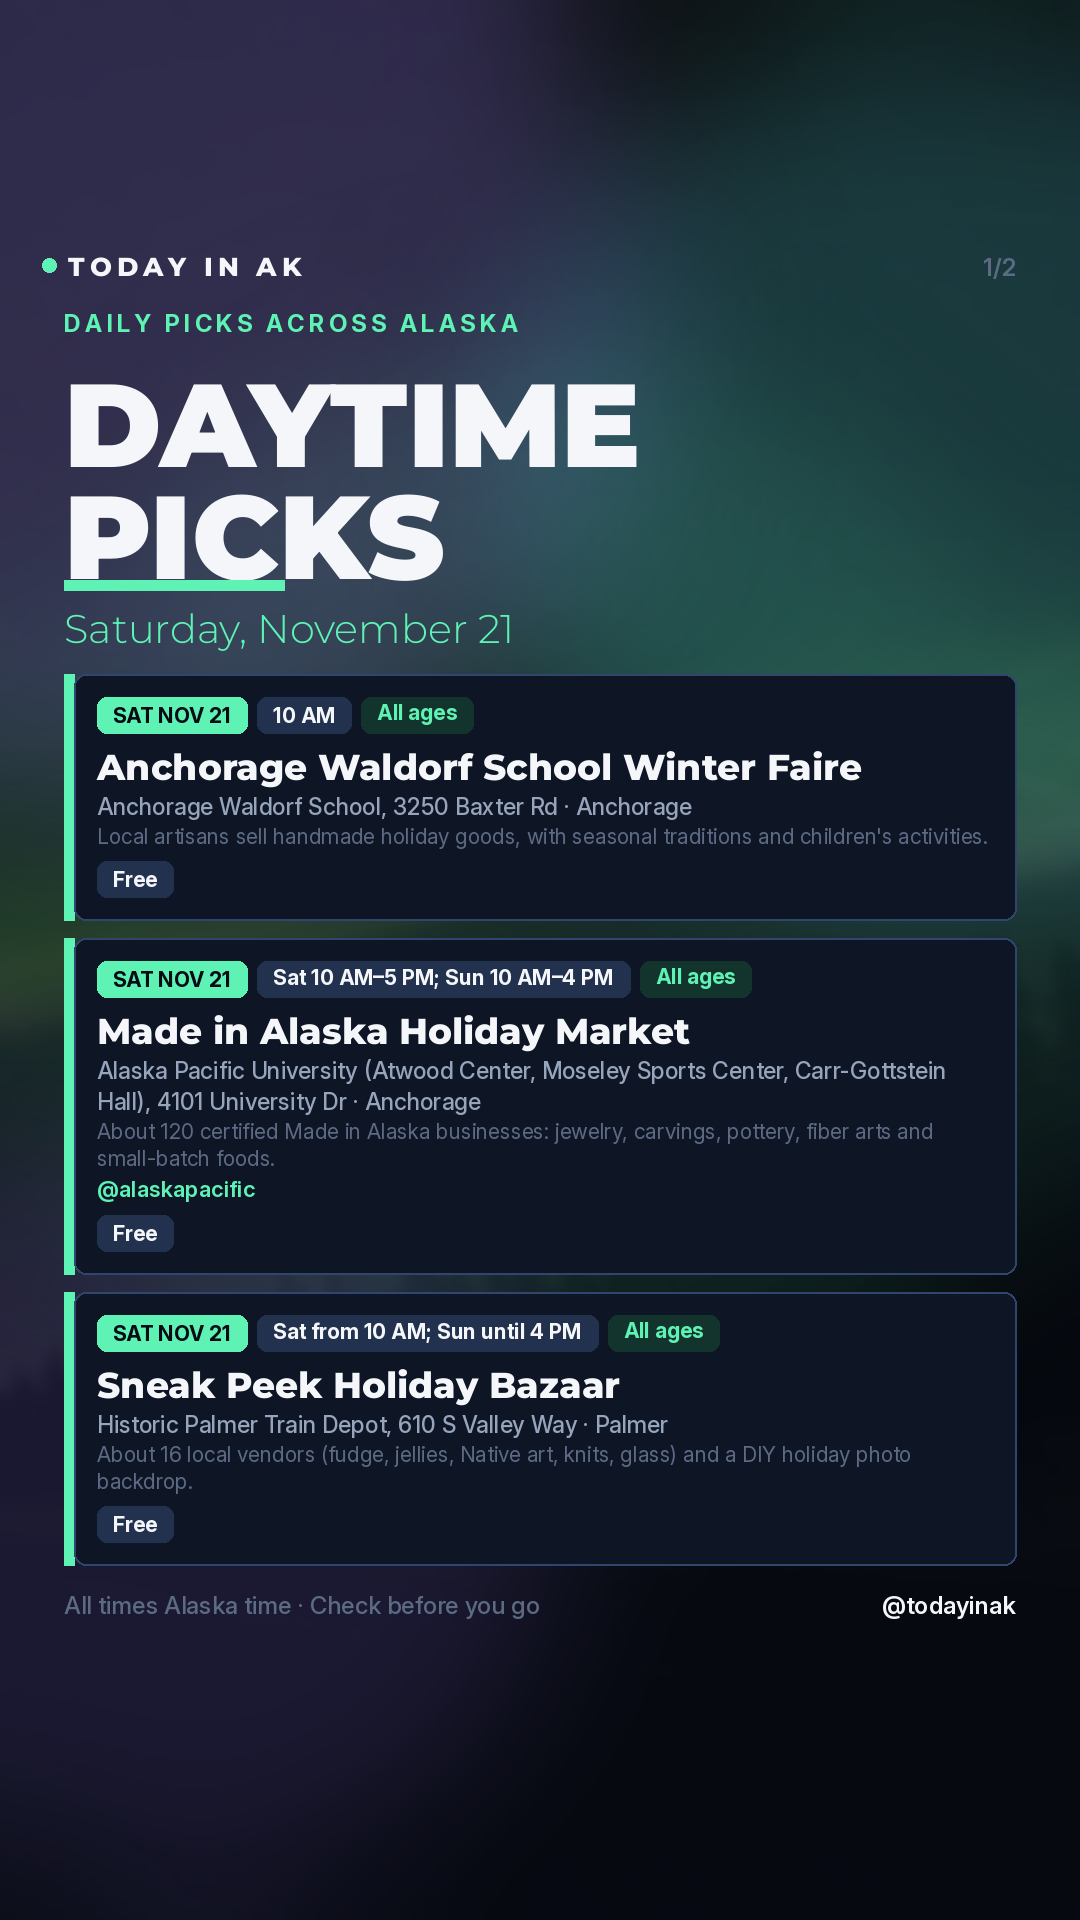 TODAY IN AK
1/2
DAILY PICKS ACROSS ALASKA
DAYTIME
PICKS
Saturday, November 21
SAT NOV 21 10 AM All ages
Anchorage Waldorf School Winter Faire
Anchorage Waldorf School, 3250 Baxter Rd · Anchorage
Local artisans sell handmade holiday goods, with seasonal traditions and children's activities.
Free
SAT NOV 21 Sat 10 AM–5 PM; Sun 10 AM–4 PM All ages
Made in Alaska Holiday Market
Alaska Pacific University (Atwood Center, Moseley Sports Center, Carr-Gottstein
Hall), 4101 University Dr · Anchorage
About 120 certified Made in Alaska businesses: jewelry, carvings, pottery, fiber arts and
small-batch foods.
@alaskapacific
Free
SAT NOV 21 Sat from 10 AM; Sun until 4 PM All ages
Sneak Peek Holiday Bazaar
Historic Palmer Train Depot, 610 S Valley Way · Palmer
About 16 local vendors (fudge, jellies, Native art, knits, glass) and a DIY holiday photo
backdrop.
Free
All times Alaska time · Check before you go
@todayinak